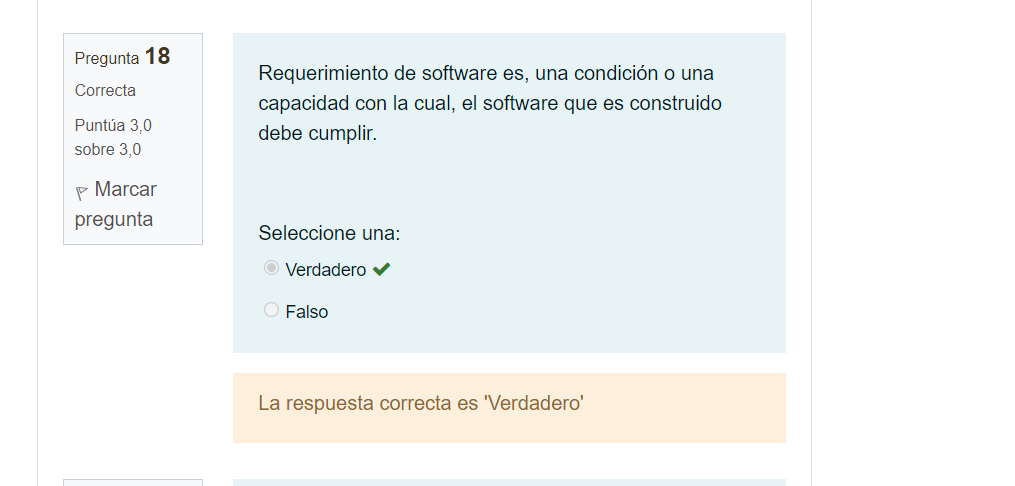 Pregunta 18
Correcta
Puntúa 3,0
sobre 3,0
Marcar
pregunta
Requerimiento de software es, una condición o una
capacidad con la cual, el software que es construido
debe cumplir.
Seleccione una:
Verdadero
Falso
La respuesta correcta es 'Verdadero'